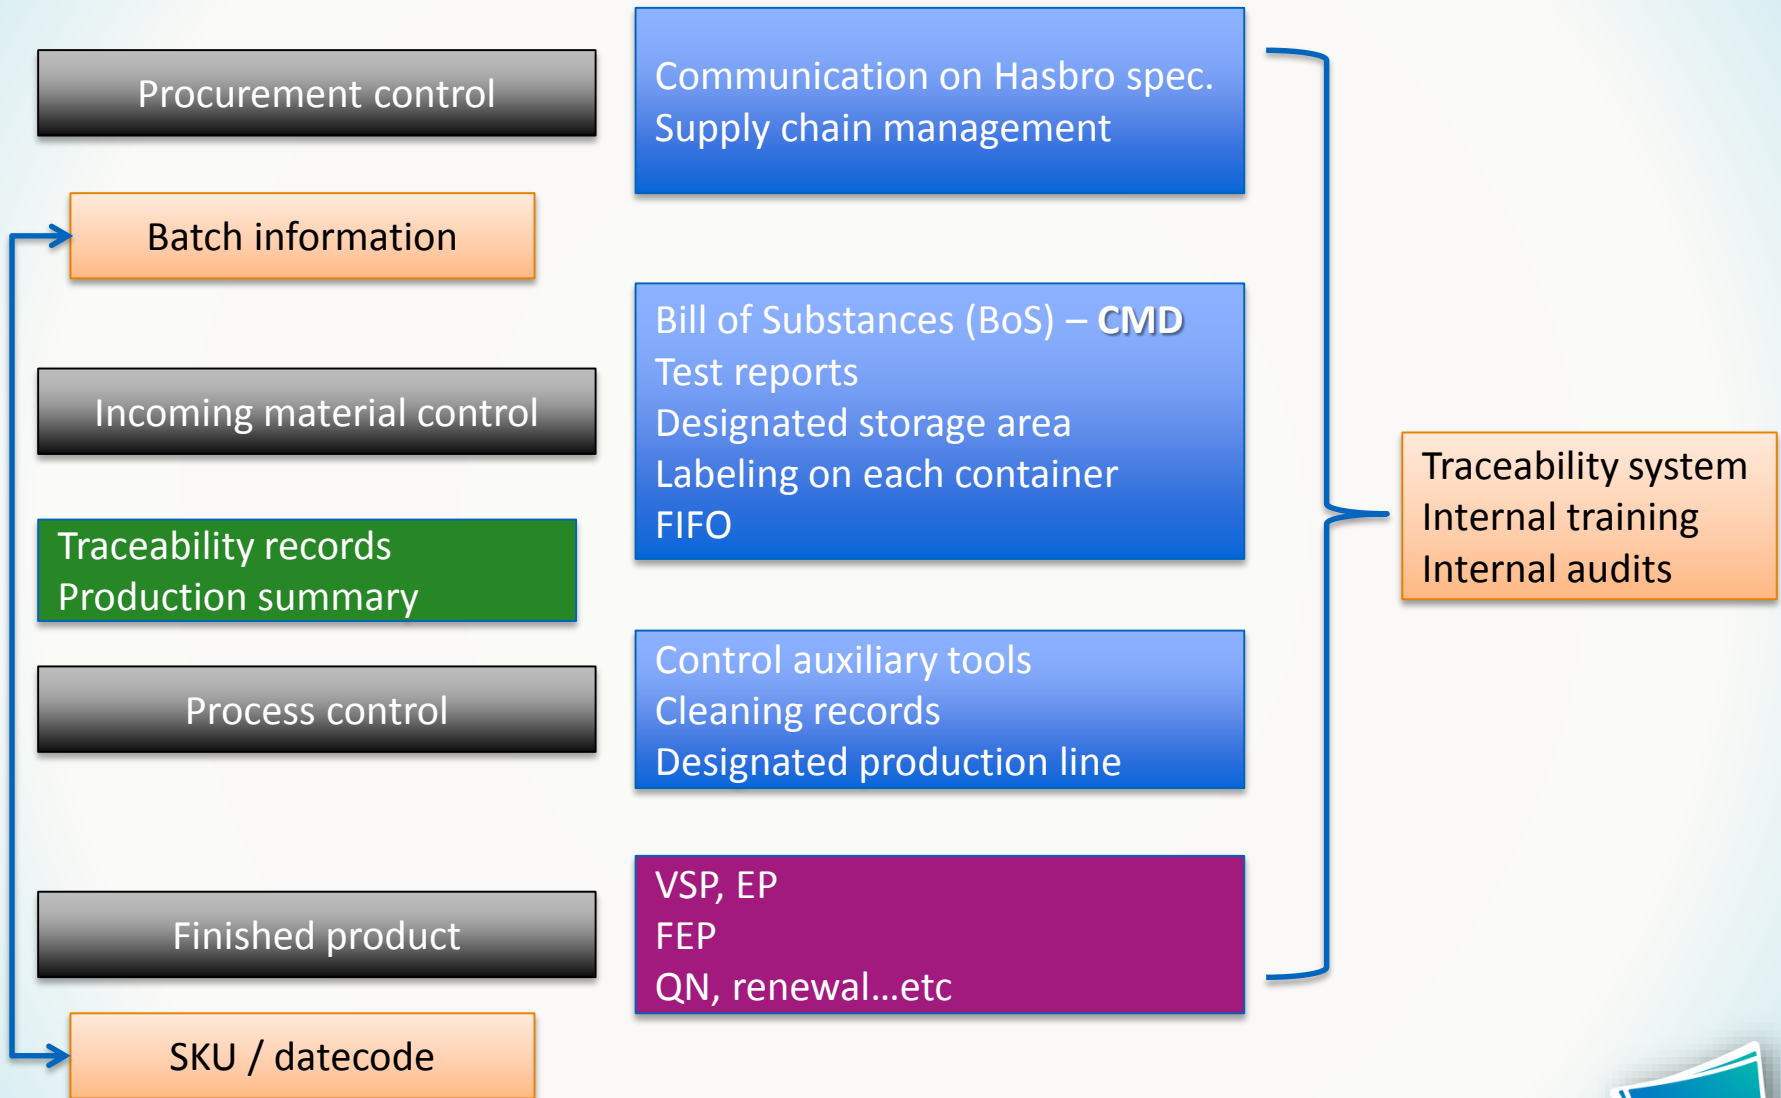 Procurement control
Communication on Hasbro spec.
Supply chain management
Batch information
Incoming material control
Bill of Substances (BoS) – CMD
Test reports
Designated storage area
Labeling on each container
FIFO
Traceability records
Production summary
Process control
Control auxiliary tools
Cleaning records
Designated production line
Finished product
VSP, EP
FEP
QN, renewal...etc
SKU / datecode
Traceability system
Internal training
Internal audits